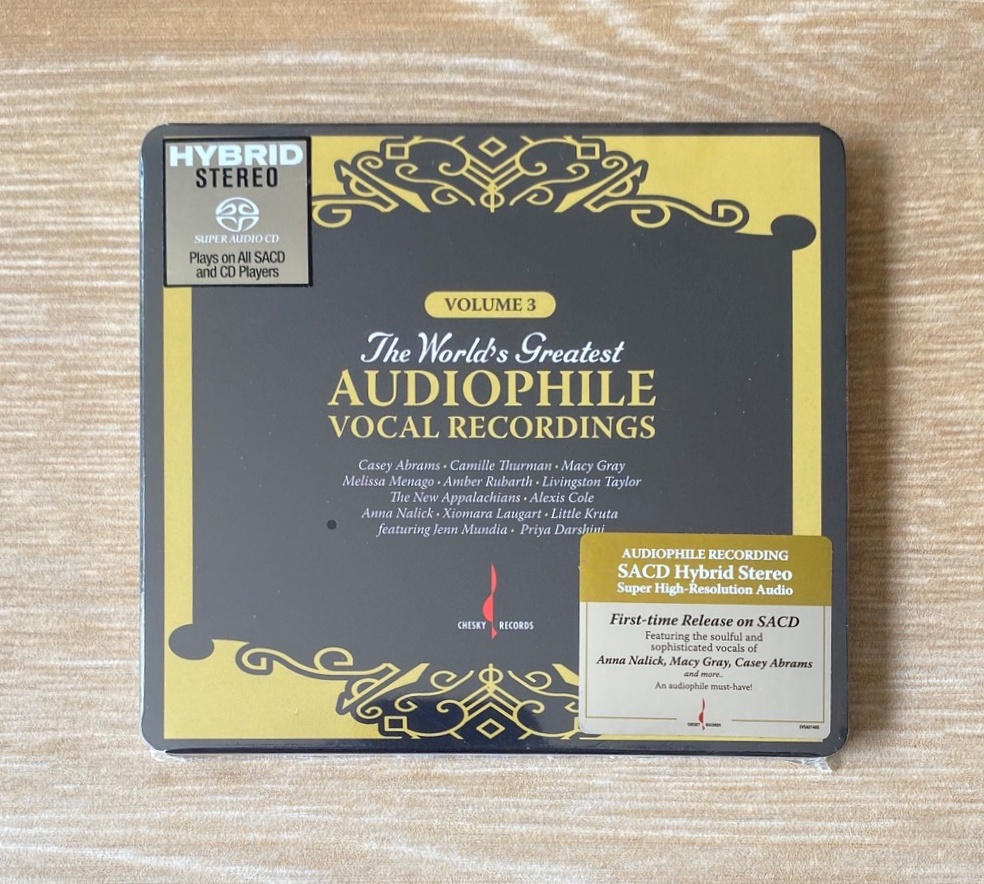 HYBRID
STEREO
SUPER AUDIO CD
Plays on All SACD
and CD Players
VOLUME 3
The World's Greatest
AUDIOPHILE
VOCAL RECORDINGS
Casey Abrams • Camille Thurman • Macy Gray
Melissa Menago • Amber Rubarth • Livingston Taylor
The New Appalachians • Alexis Cole
Anna Nalick • Xiomara Laugart • Little Kruta
featuring Jenn Mundia • Priya Darshini
CHESKY RECORDS
AUDIOPHILE RECORDING
SACD Hybrid Stereo
Super High-Resolution Audio
First-time Release on SACD
Featuring the soulful and
sophisticated vocals of
Anna Nalick, Macy Gray, Casey Abrams
and more..
An audiophile must-have!
CHESKY RECORDS